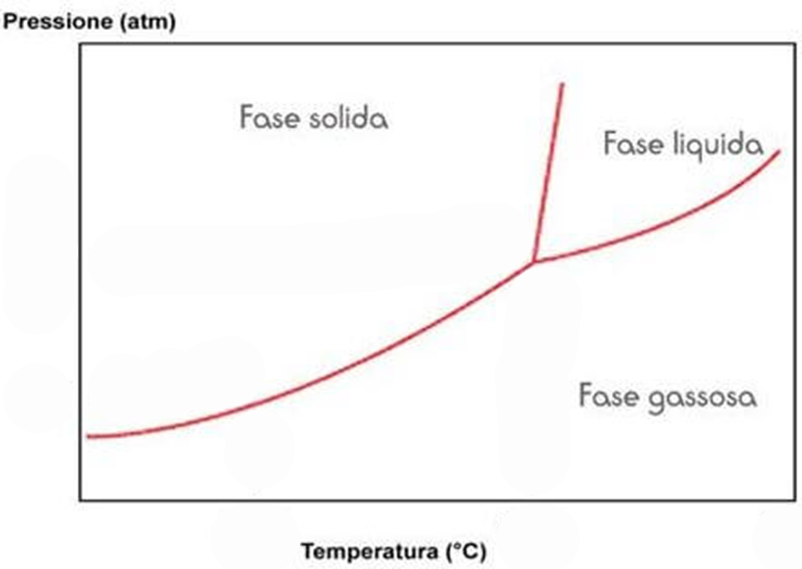 Pressione (atm)
Fase solida
Fase liquida
Fase gassosa
Temperatura (°C)